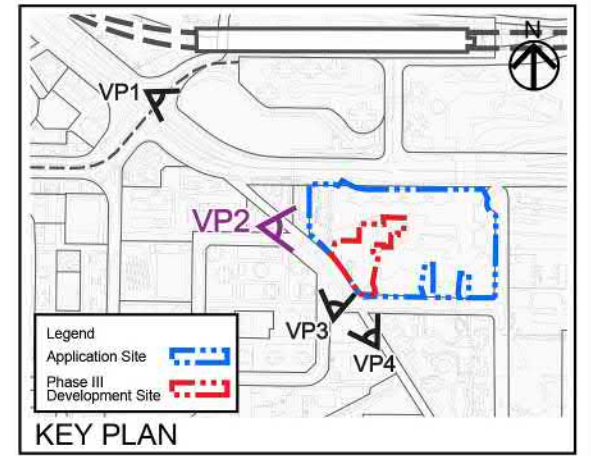 N
VP1
VP2
VP3
VP4
Legend
Application Site
Phase III
Development Site
KEY PLAN